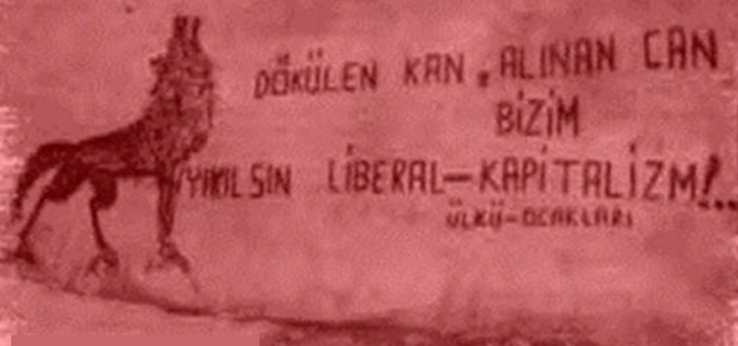 DÖKÜLEN KAN, ALINAN CAN
BİZİM
YIKILSIN LİBERAL-KAPİTALİZM!..
ÜLKÜ-OCAKLARI